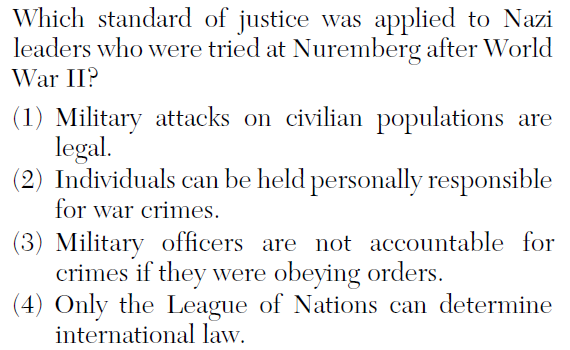 Which standard of justice was applied to Nazi
leaders who were tried at Nuremberg after World
War II?
(1) Military attacks on civilian populations are
legal.
(2) Individuals can be held personally responsible
for war crimes.
(3) Military officers are not accountable for
crimes if they were obeying orders.
(4) Only the League of Nations can determine
international law.